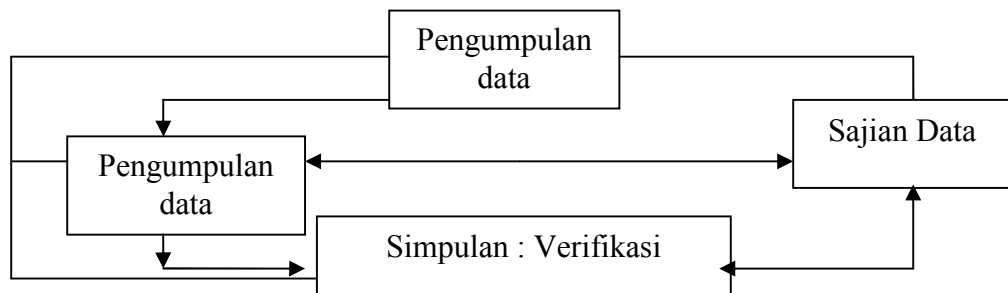 Pengumpulan
data
Sajian Data
Pengumpulan
data
Simpulan : Verifikasi